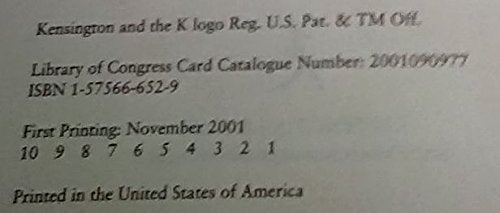 Kensington and the K logo Reg. U.S. Pat. & TM Off.
Library of Congress Card Catalogue Number: 2001090977
ISBN 1-57566-652-9
First Printing: November 2001
10 9 8 7 6 5 4 3 2 1
Printed in the United States of America